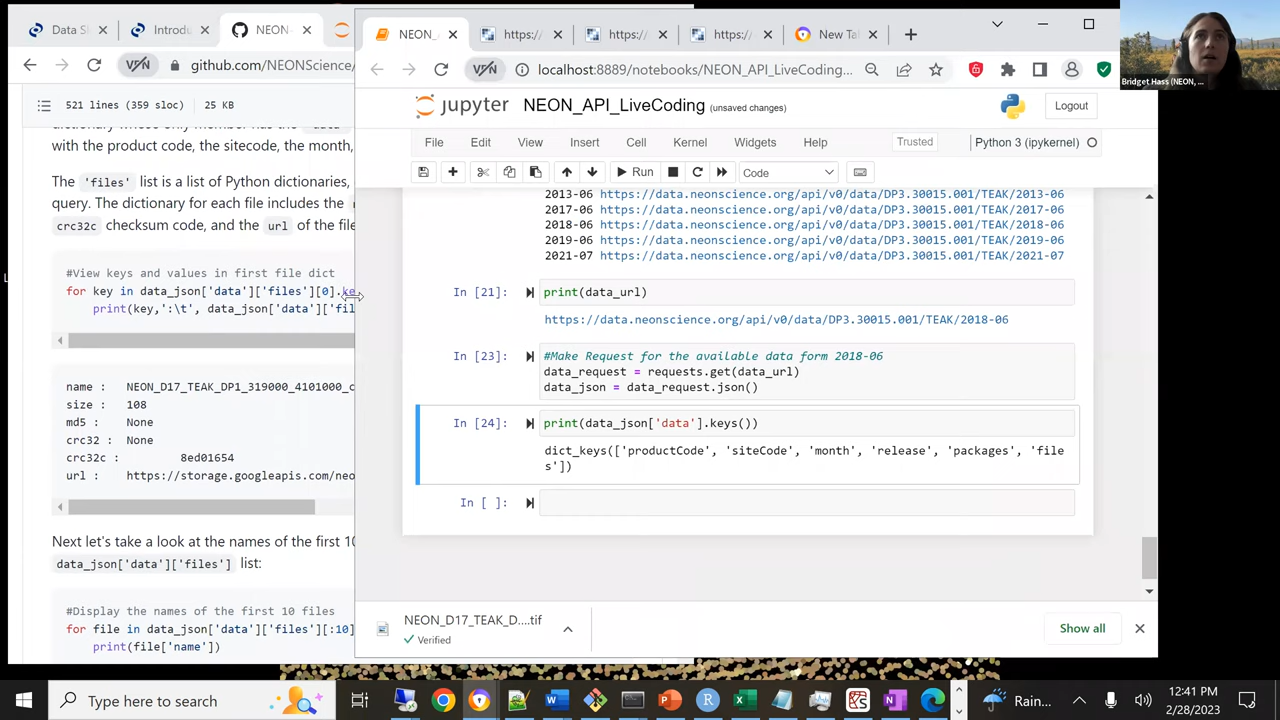 Data S
Introdu
NEON-
NEON_
https:/
https:/
https:/
New Tal
github.com/NEONScience/
localhost:8889/notebooks/NEON_API_LiveCoding...
Bridget Hass (NEON, ...
521 lines (359 sloc)
25 KB
with the product code, the sitecode, the month,
The 'files' list is a list of Python dictionaries,
query. The dictionary for each file includes the
crc32c checksum code, and the url of the file
#View keys and values in first file dict
for key in data_json['data']['files'][0].ke
print(key,':\t', data_json['data']['fil
name : NEON_D17_TEAK_DP1_319000_4101000_c
size : 108
md5 : None
crc32 : None
crc32c : 8ed01654
url : https://storage.googleapis.com/neo
Next let's take a look at the names of the first 10
data_json['data']['files'] list:
#Display the names of the first 10 files
for file in data_json['data']['files'][:10]
print(file['name'])
jupyter NEON_API_LiveCoding (unsaved changes)
Logout
File Edit View Insert Cell Kernel Widgets Help
Trusted
Python 3 (ipykernel)
Run
Code
2013-06 https://data.neonscience.org/api/v0/data/DP3.30015.001/TEAK/2013-06
2017-06 https://data.neonscience.org/api/v0/data/DP3.30015.001/TEAK/2017-06
2018-06 https://data.neonscience.org/api/v0/data/DP3.30015.001/TEAK/2018-06
2019-06 https://data.neonscience.org/api/v0/data/DP3.30015.001/TEAK/2019-06
2021-07 https://data.neonscience.org/api/v0/data/DP3.30015.001/TEAK/2021-07
In [21]: print(data_url)
https://data.neonscience.org/api/v0/data/DP3.30015.001/TEAK/2018-06
In [23]: #Make Request for the available data form 2018-06
data_request = requests.get(data_url)
data_json = data_request.json()
In [24]: print(data_json['data'].keys())
dict_keys(['productCode', 'siteCode', 'month', 'release', 'packages', 'file
s'])
In [ ]:
NEON_D17_TEAK_D....tif
Verified
Show all
Type here to search
Rain...
12:41 PM
2/28/2023